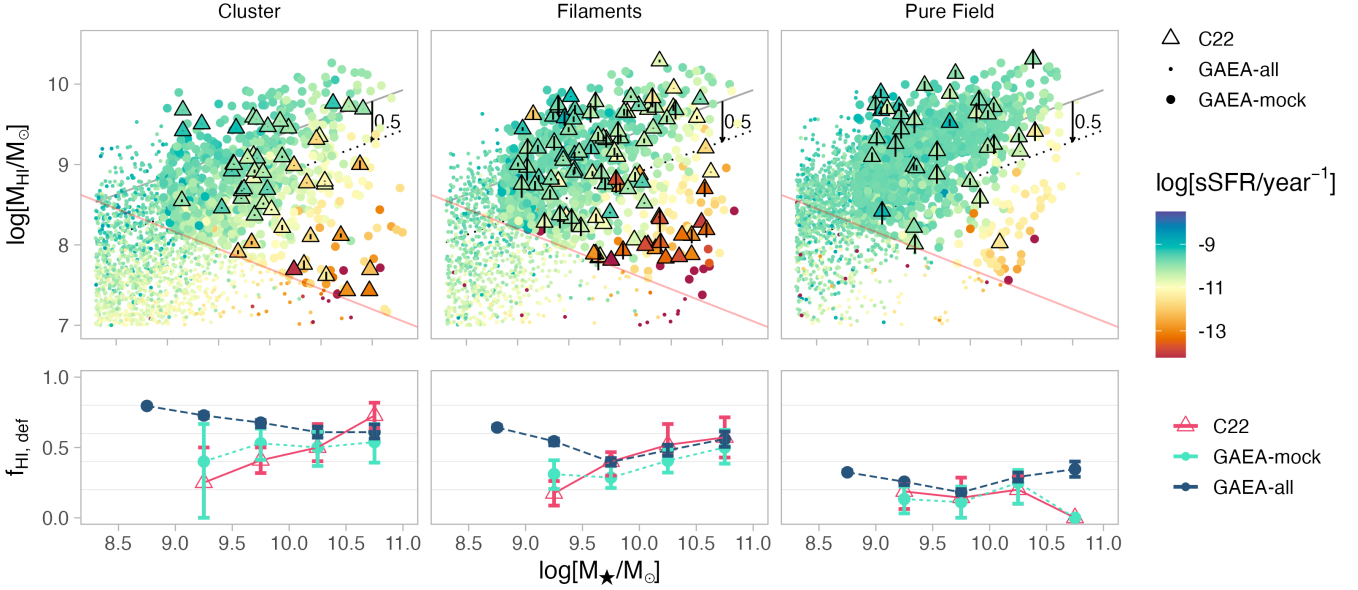 Cluster Filaments Pure Field
C22
GAEA-all
GAEA-mock
log[M_HI/M_⊙]
10
9
8
7
0.5 0.5 0.5
log[sSFR/year⁻¹]
-9
-11
-13
f_HI, def
1.0
0.5
0.0
C22
GAEA-mock
GAEA-all
8.5 9.0 9.5 10.0 10.5 11.0 8.5 9.0 9.5 10.0 10.5 11.0 8.5 9.0 9.5 10.0 10.5 11.0
log[M_★/M_⊙]